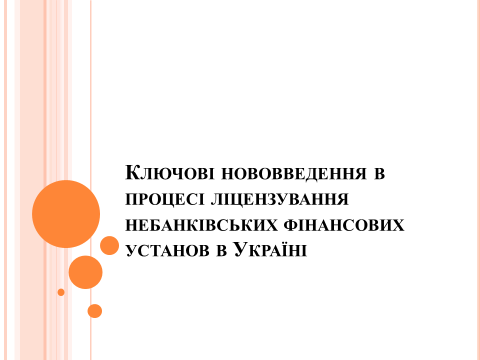 Ключові нововведення в
процесі ліцензування
небанківських фінансових
установ в Україні